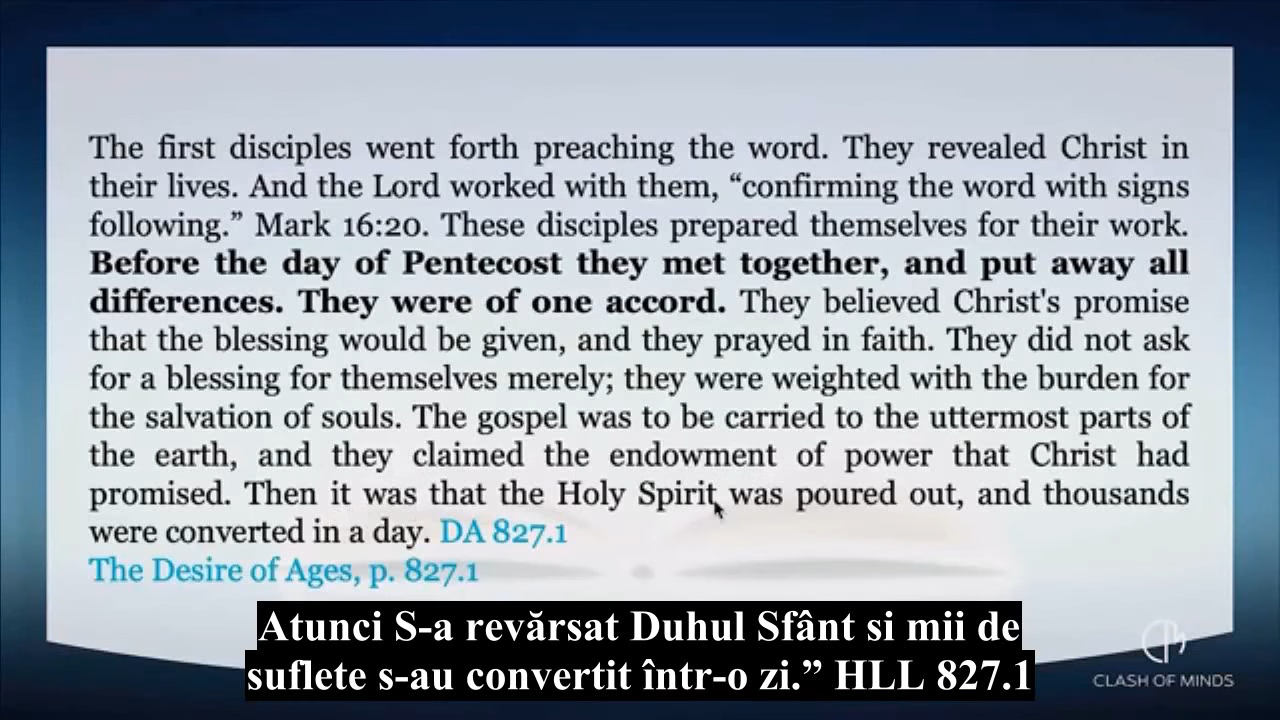 The first disciples went forth preaching the word. They revealed Christ in
their lives. And the Lord worked with them, “confirming the word with signs
following.” Mark 16:20. These disciples prepared themselves for their work.
Before the day of Pentecost they met together, and put away all
differences. They were of one accord. They believed Christ's promise
that the blessing would be given, and they prayed in faith. They did not ask
for a blessing for themselves merely; they were weighted with the burden for
the salvation of souls. The gospel was to be carried to the uttermost parts of
the earth, and they claimed the endowment of power that Christ had
promised. Then it was that the Holy Spirit was poured out, and thousands
were converted in a day. DA 827.1
The Desire of Ages, p. 827.1
Atunci S-a revărsat Duhul Sfânt si mii de
suflete s-au convertit într-o zi.” HLL 827.1
CLASH OF MINDS